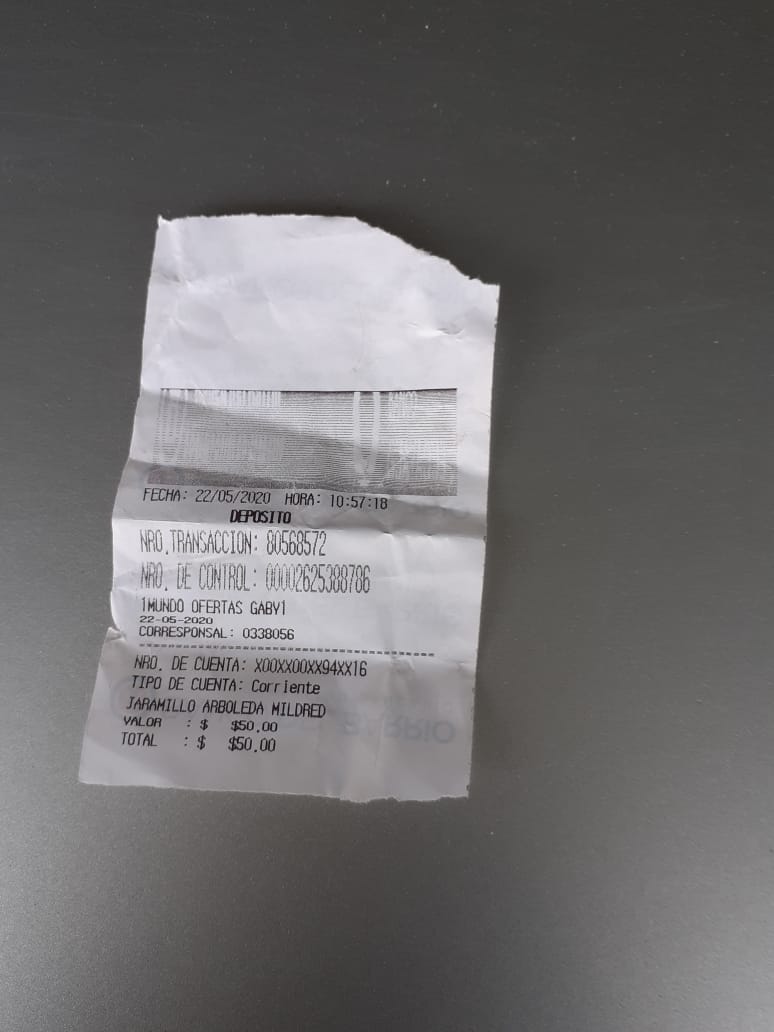 FECHA: 22/05/2020 HORA: 10:57:18
DEPOSITO
NRO.TRANSACCION: 80568572
NRO. DE CONTROL: 00002625388786
1MUNDO OFERTAS GABY1
22-05-2020
CORRESPONSAL: 0338056
NRO. DE CUENTA: X00XX00XX94XX16
TIPO DE CUENTA: Corriente
JARAMILLO ARBOLEDA MILDRED
VALOR : $ $50.00
TOTAL : $ $50.00
BARRIO